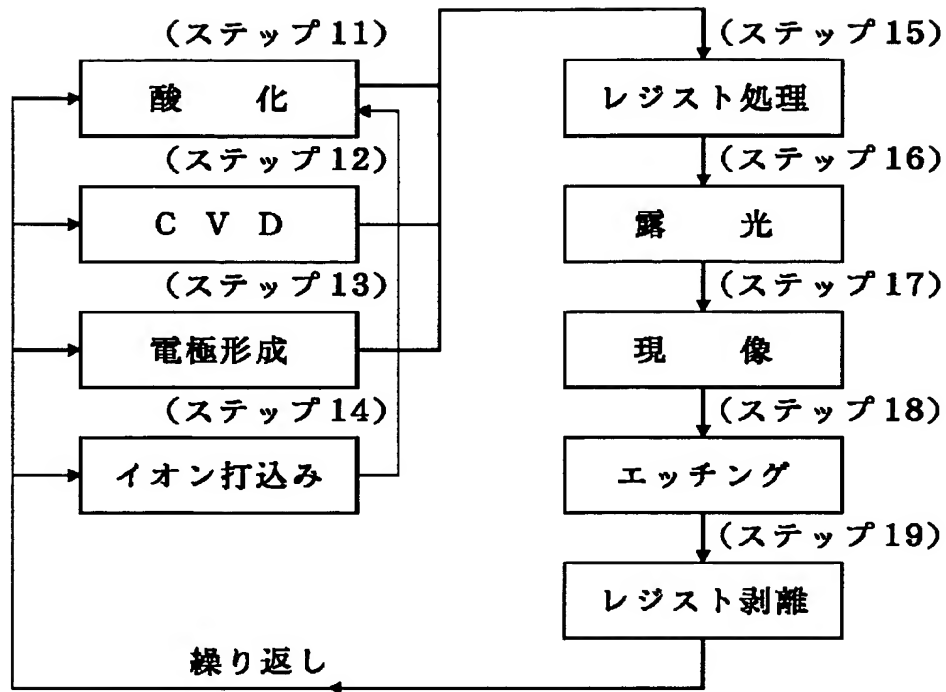 （ステップ11）
酸　化
（ステップ12）
ＣＶＤ
（ステップ13）
電極形成
（ステップ14）
イオン打込み
（ステップ15）
レジスト処理
（ステップ16）
露　光
（ステップ17）
現　像
（ステップ18）
エッチング
（ステップ19）
レジスト剥離
繰り返し